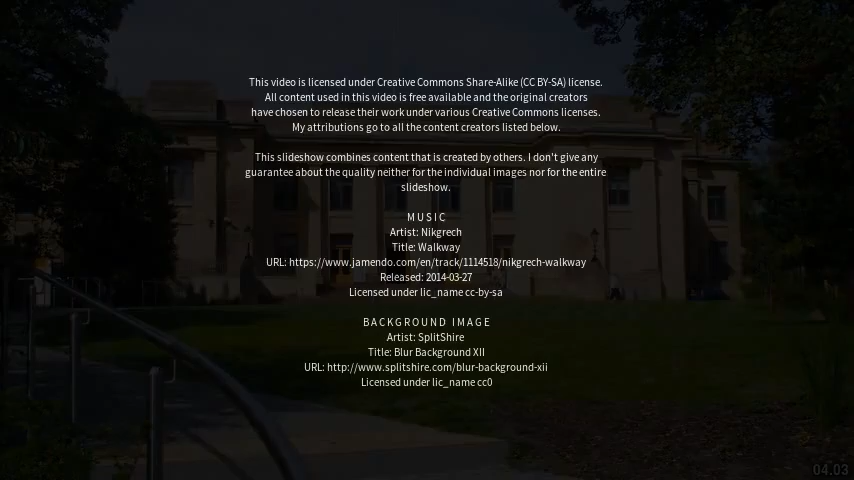 This video is licensed under Creative Commons Share-Alike (CC BY-SA) license.
All content used in this video is free available and the original creators
have chosen to release their work under various Creative Commons licenses.
My attributions go to all the content creators listed below.
This slideshow combines content that is created by others. I don't give any
guarantee about the quality neither for the individual images nor for the entire
slideshow.
MUSIC
Artist: Nikgrech
Title: Walkway
URL: https://www.jamendo.com/en/track/1114518/nikgrech-walkway
Released: 2014-03-27
Licensed under lic_name cc-by-sa
BACKGROUND IMAGE
Artist: SplitShire
Title: Blur Background XII
URL: http://www.splitshire.com/blur-background-xii
Licensed under lic_name cc0
04.03